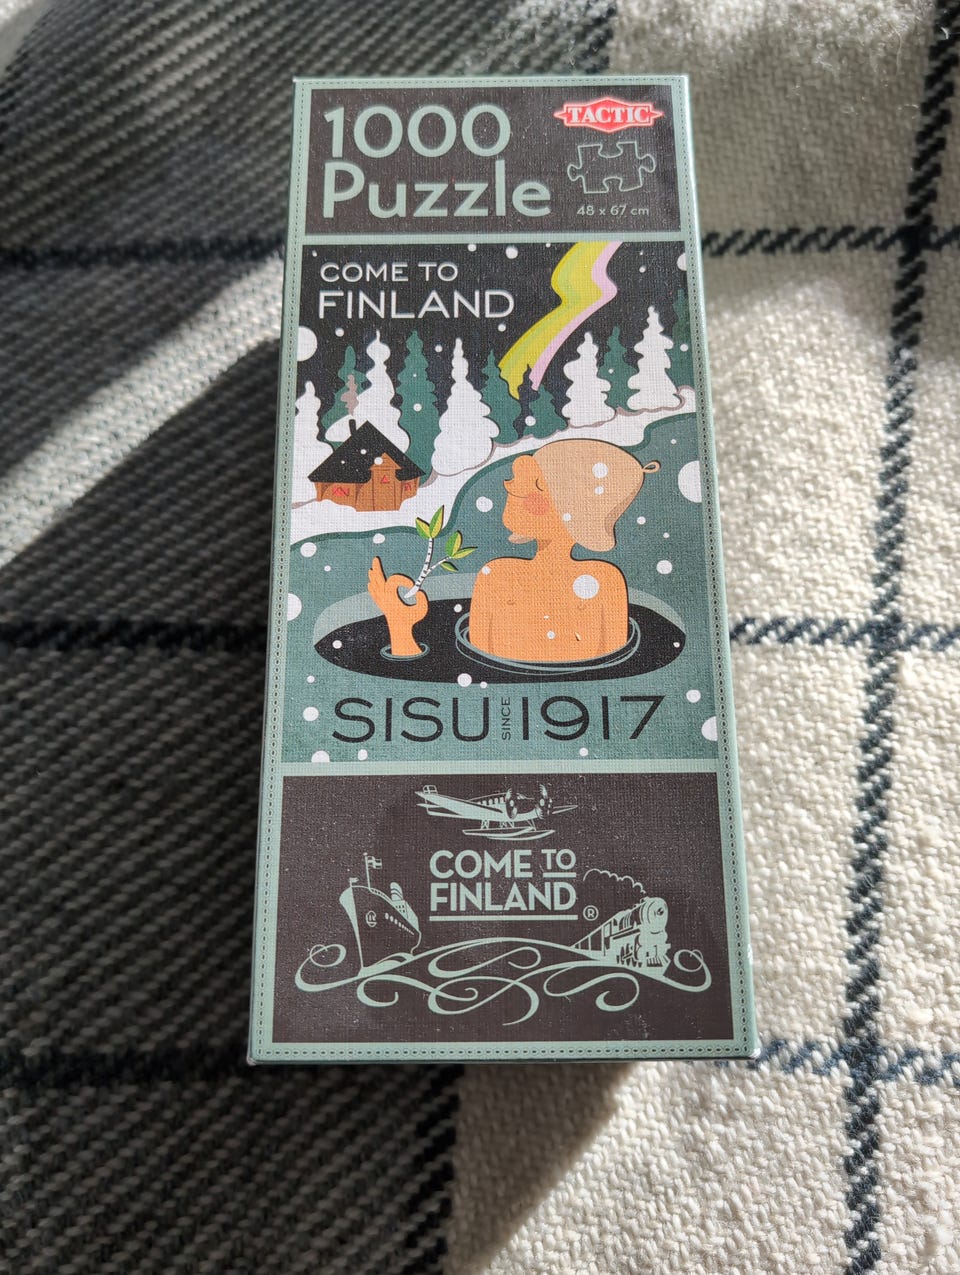 1000
TACTIC
Puzzle
48 x 67 cm
COME TO
FINLAND
SISU SINCE 1917
COME TO
FINLAND
®